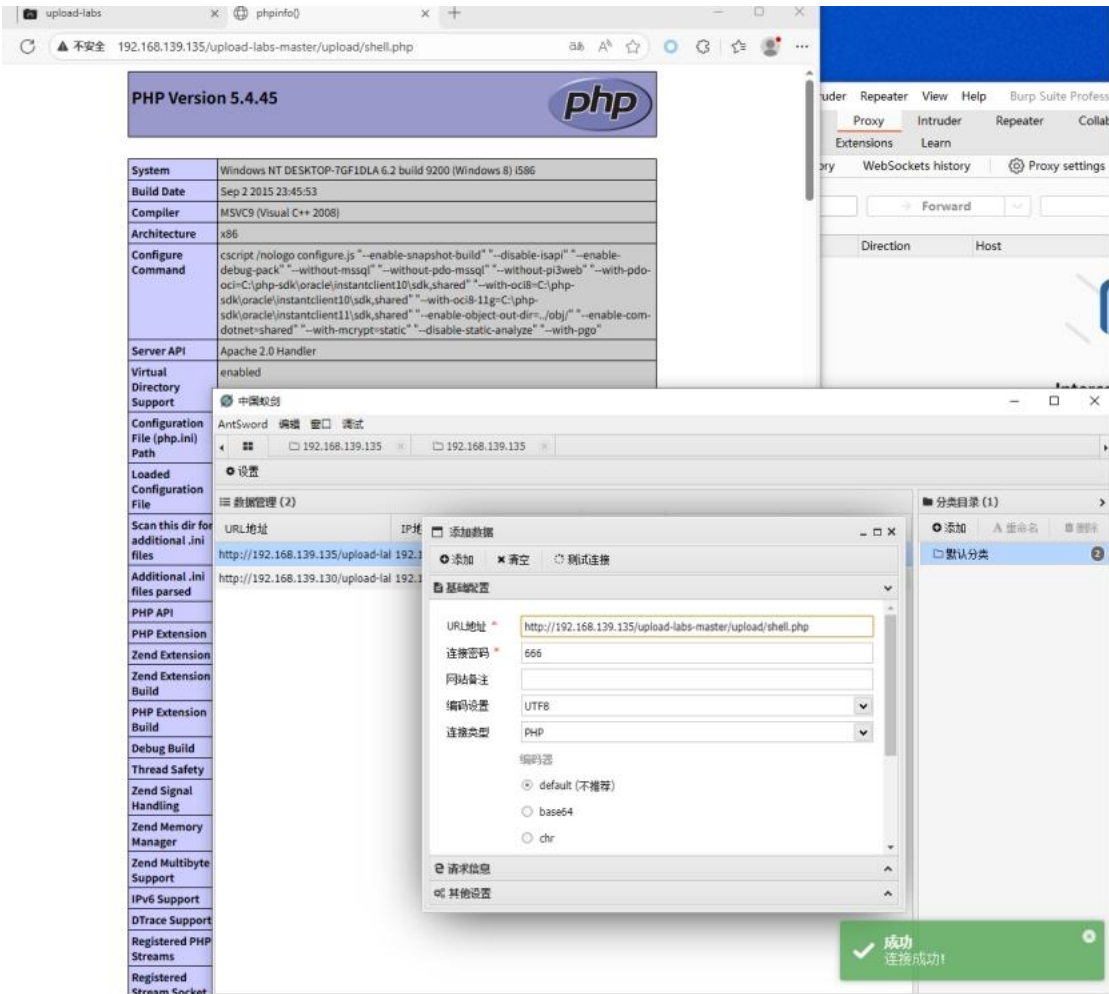 upload-labs
phpinfo()
不安全 192.168.139.135/upload-labs-master/upload/shell.php
PHP Version 5.4.45
php
System Windows NT DESKTOP-7GF1DLA 6.2 build 9200 (Windows 8) i586
Build Date Sep 2 2015 23:45:53
Compiler MSVC9 (Visual C++ 2008)
Architecture x86
Configure Command
cscript /nologo configure.js "--enable-snapshot-build" "--disable-isapi" "--enable-
debug-pack" "--without-mssql" "--without-pdo-mssql" "--without-pi3web" "--with-pdo-
oci=C:\php-sdk\oracle\instantclient10\sdk,shared" "--with-oci8=C:\php-
sdk\oracle\instantclient10\sdk,shared" "--with-oci8-11g=C:\php-
sdk\oracle\instantclient11\sdk,shared" "--enable-object-out-dir=../obj/" "--enable-com-
dotnet=shared" "--with-mcrypt=static" "--disable-static-analyze" "--with-pgo"
Server API Apache 2.0 Handler
Virtual
Directory
Support
enabled
Configuration
File (php.ini)
Path
Loaded
Configuration
File
Scan this dir for
additional .ini
files
Additional .ini
files parsed
PHP API
PHP Extension
Zend Extension
Zend Extension
Build
PHP Extension
Build
Debug Build
Thread Safety
Zend Signal
Handling
Zend Memory
Manager
Zend Multibyte
Support
IPv6 Support
DTrace Support
Registered PHP
Streams
Registered
Stream Socket
Repeater View Help Burp Suite Profess
Proxy Intruder Repeater Collab
Extensions Learn
WebSockets history Proxy settings
Forward
Direction Host
中国蚁剑
AntSword 编辑 窗口 调试
192.168.139.135 192.168.139.135
设置
数据管理 (2)
URL地址 IP地
http://192.168.139.135/upload-lal 192.1
http://192.168.139.130/upload-lal 192.1
分类目录 (1)
添加 重命名 删除
默认分类 2
添加数据
添加 清空 测试连接
基础配置
URL地址 * http://192.168.139.135/upload-labs-master/upload/shell.php
连接密码 * 666
网站备注
编码设置 UTF8
连接类型 PHP
编码器
default (不推荐)
base64
chr
请求信息
其他设置
成功
连接成功!